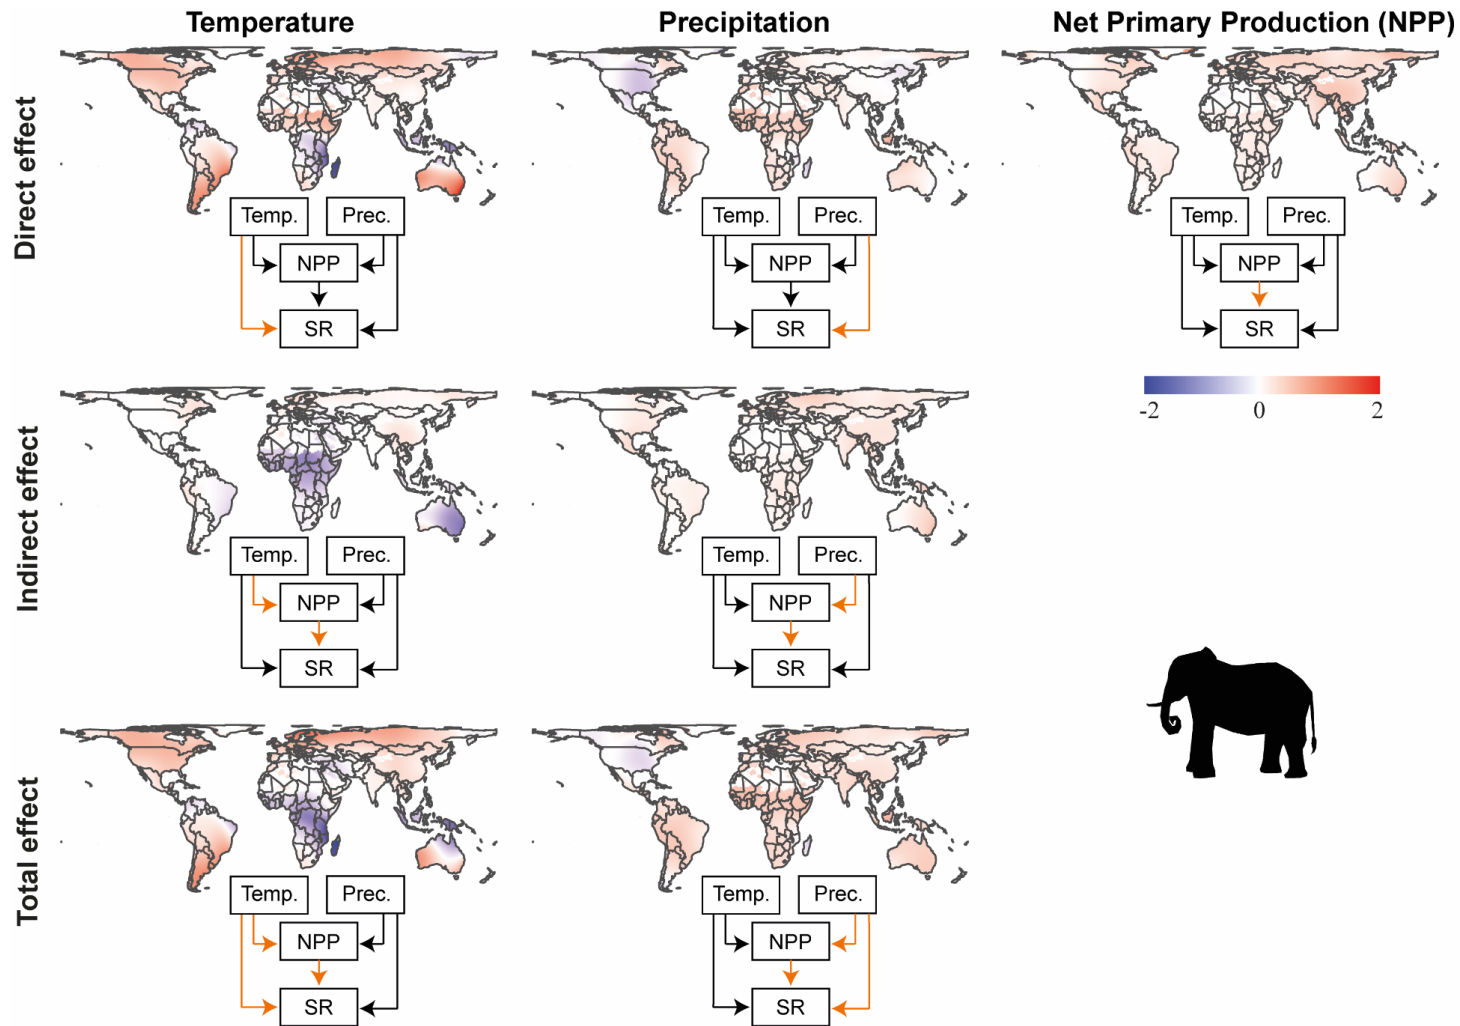 Temperature
Precipitation
Net Primary Production (NPP)
Direct effect
Temp.
Prec.
NPP
SR
Temp.
Prec.
NPP
SR
Temp.
Prec.
NPP
SR
-2
0
2
Indirect effect
Temp.
Prec.
NPP
SR
Temp.
Prec.
NPP
SR
Total effect
Temp.
Prec.
NPP
SR
Temp.
Prec.
NPP
SR